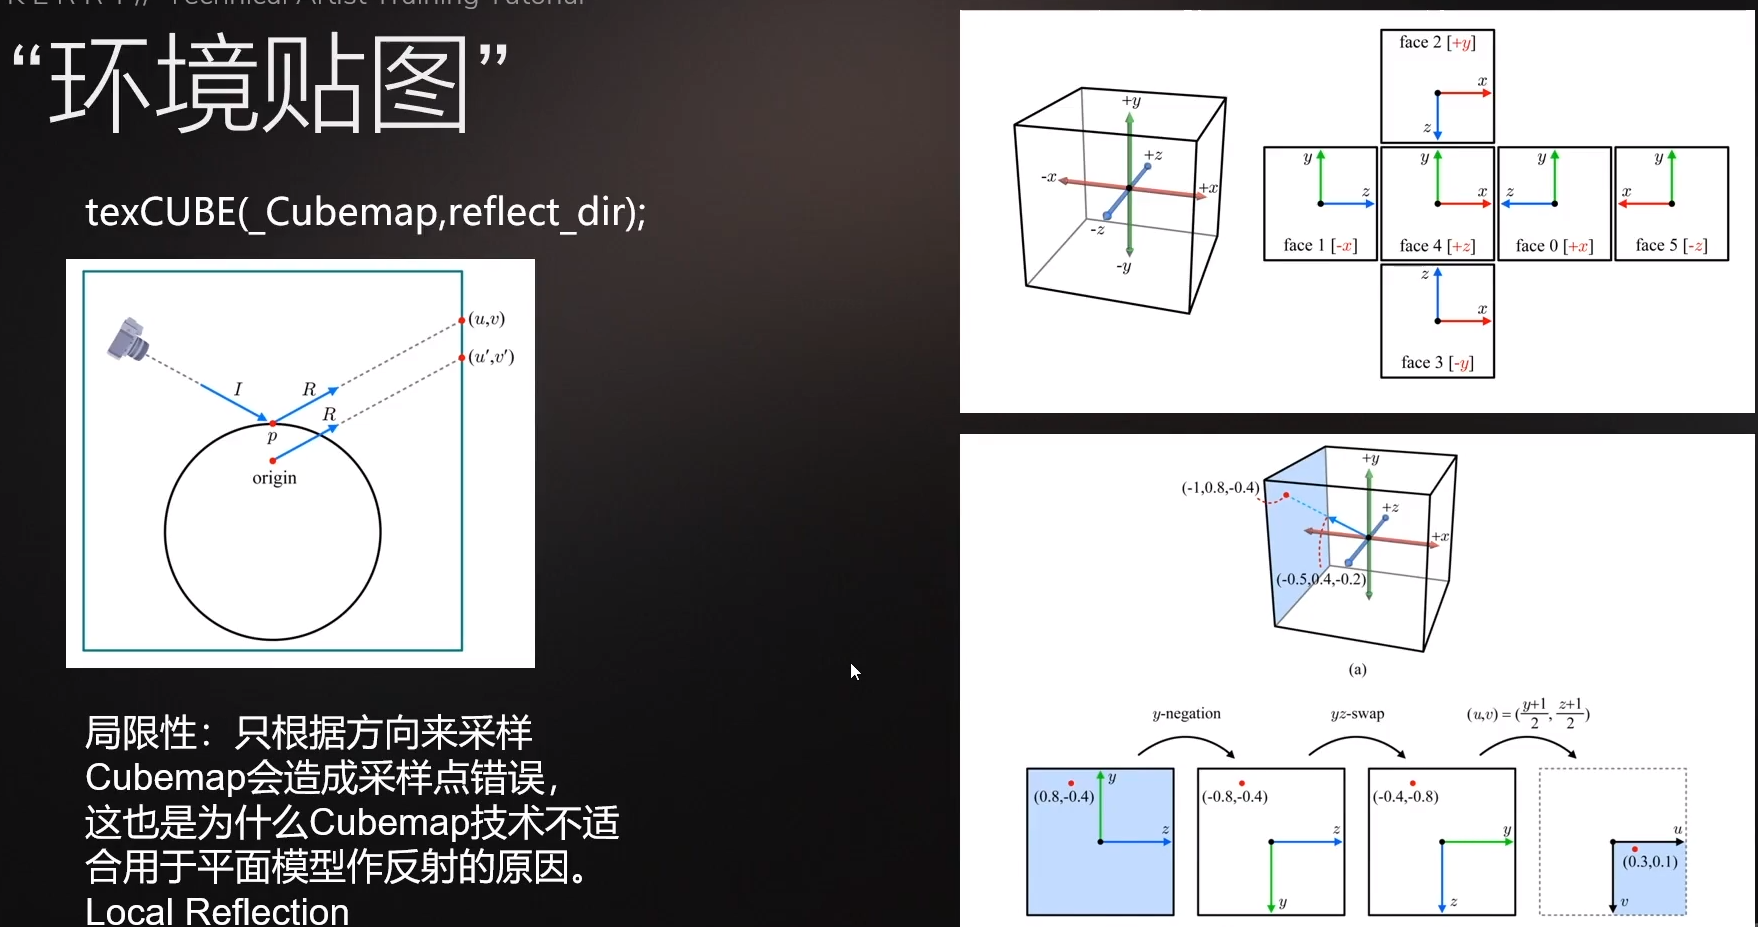 Technical Artist Training Tutorial
“环境贴图”
texCUBE(_Cubemap,reflect_dir);
(u,v)
(u′,v′)
I
R
R
p
origin
局限性：只根据方向来采样
Cubemap会造成采样点错误，
这也是为什么Cubemap技术不适
合用于平面模型作反射的原因。
Local Reflection
+y
+z
-x
+x
-z
-y
face 2 [+y]
x
z
y
z
face 1 [-x]
y
x
face 4 [+z]
y
z
face 0 [+x]
y
x
face 5 [-z]
z
x
face 3 [-y]
+y
(-1,0.8,-0.4)
+z
+x
(-0.5,0.4,-0.2)
(a)
y-negation
yz-swap
(u,v) = (y+1/2, z+1/2)
y
(0.8,-0.4)
z
(-0.8,-0.4)
z
y
(-0.4,-0.8)
y
z
u
(0.3,0.1)
v